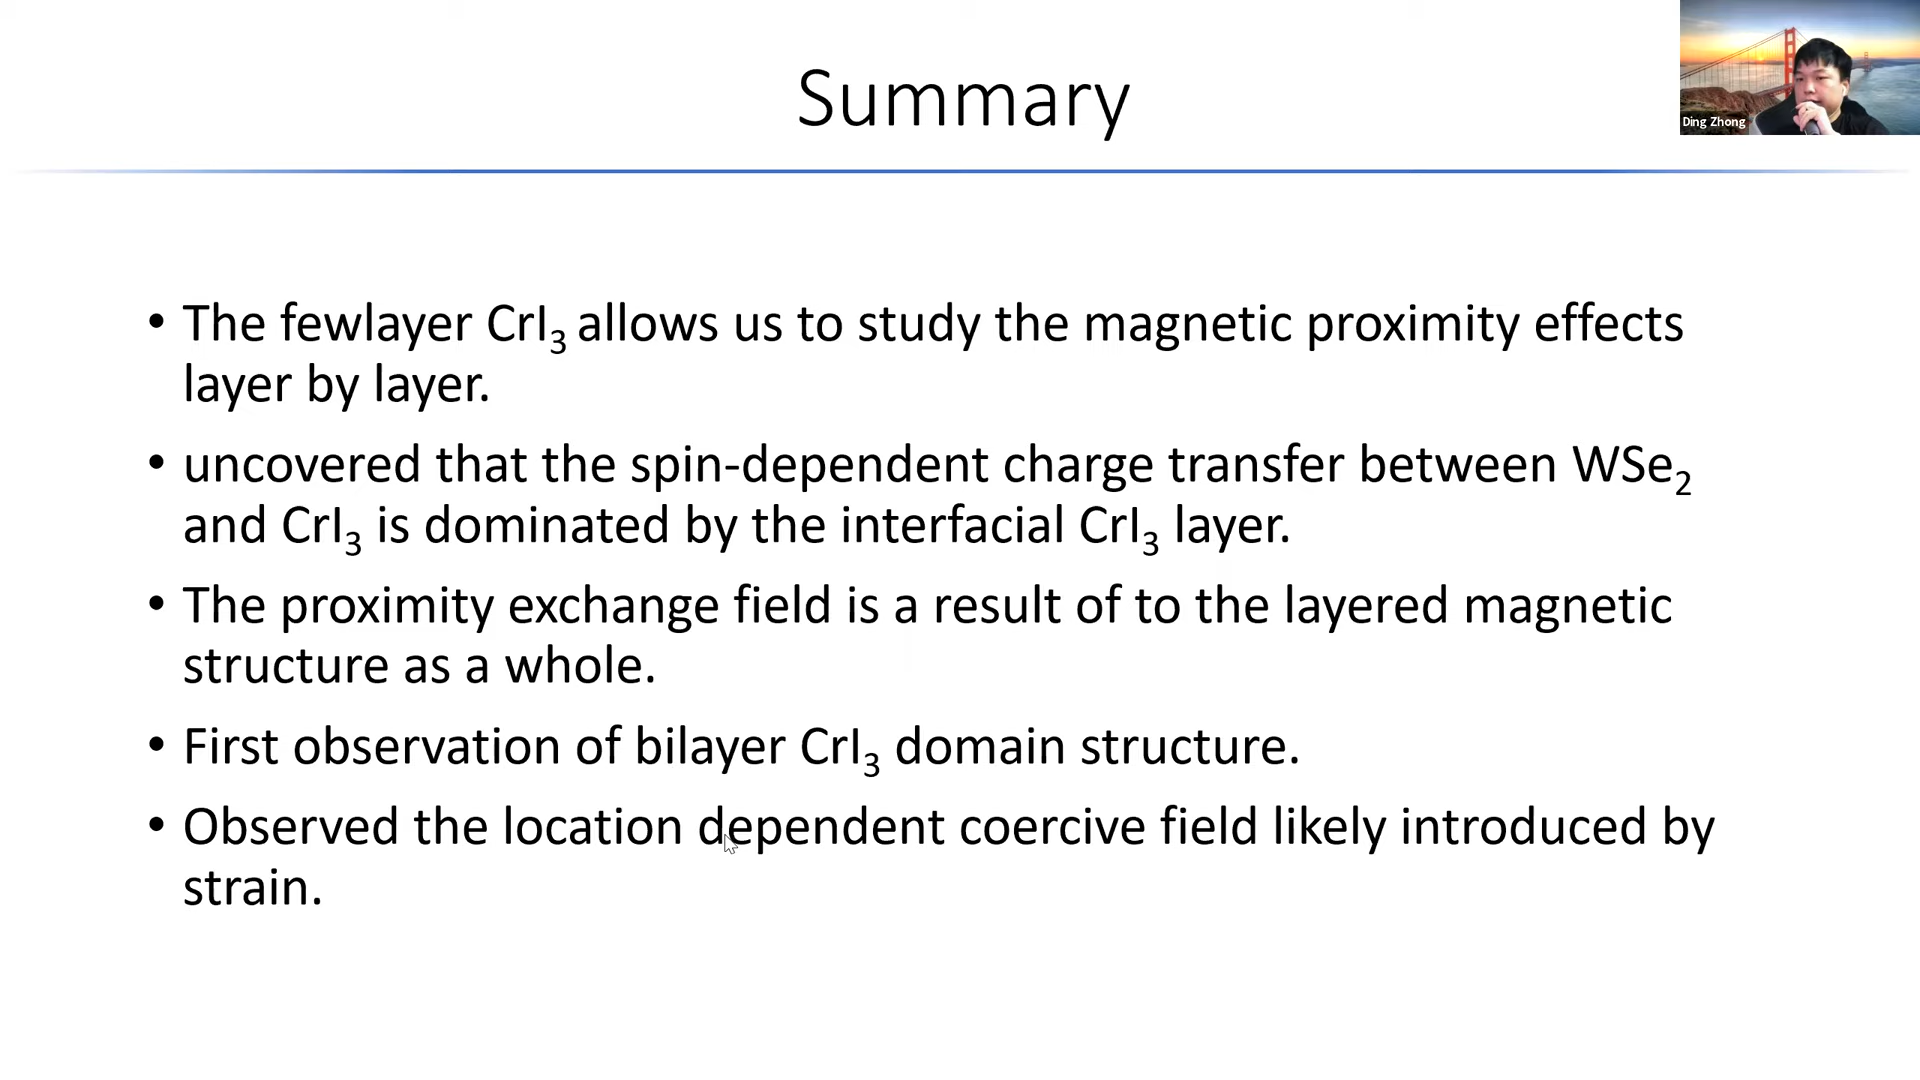 Summary
Ding Zhong
• The fewlayer CrI₃ allows us to study the magnetic proximity effects
layer by layer.
• uncovered that the spin-dependent charge transfer between WSe₂
and CrI₃ is dominated by the interfacial CrI₃ layer.
• The proximity exchange field is a result of to the layered magnetic
structure as a whole.
• First observation of bilayer CrI₃ domain structure.
• Observed the location dependent coercive field likely introduced by
strain.